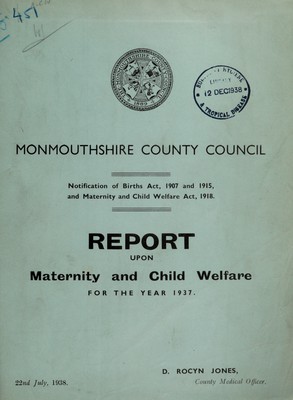 451
12 DEC 1938
& TROPICAL DISEASE
MONMOUTHSHIRE COUNTY COUNCIL
Notification of Births Act, 1907 and 1915,
and Maternity and Child Welfare Act, 1918.
REPORT
UPON
Maternity and Child Welfare
FOR THE YEAR 1937.
D. ROCYN JONES,
22nd July, 1938. County Medical Officer.